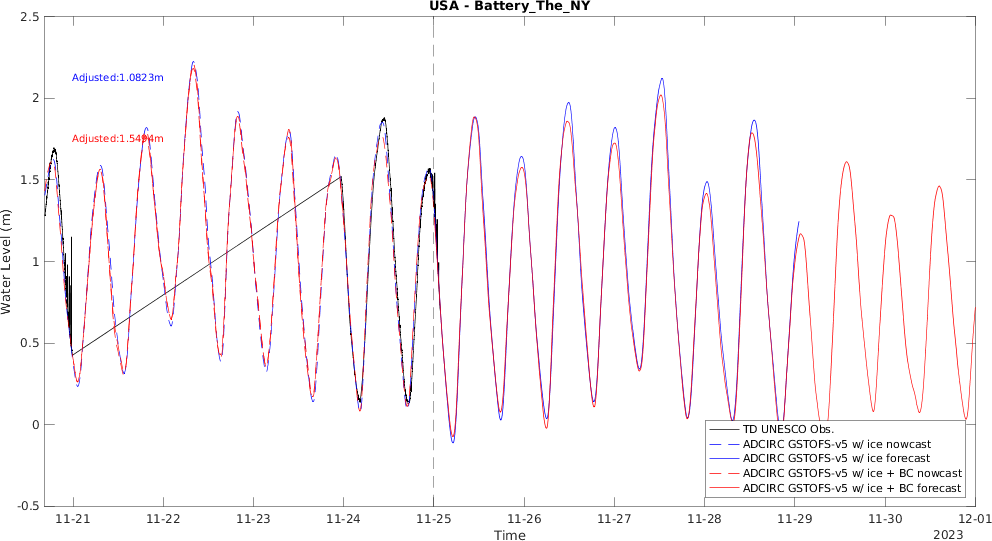 USA - Battery_The_NY
2.5
2
1.5
1
0.5
0
-0.5
Water Level (m)
Adjusted:1.0823m
Adjusted:1.5494m
TD UNESCO Obs.
ADCIRC GSTOFS-v5 w/ ice nowcast
ADCIRC GSTOFS-v5 w/ ice forecast
ADCIRC GSTOFS-v5 w/ ice + BC nowcast
ADCIRC GSTOFS-v5 w/ ice + BC forecast
11-21 11-22 11-23 11-24 11-25 11-26 11-27 11-28 11-29 11-30 12-01
Time
2023